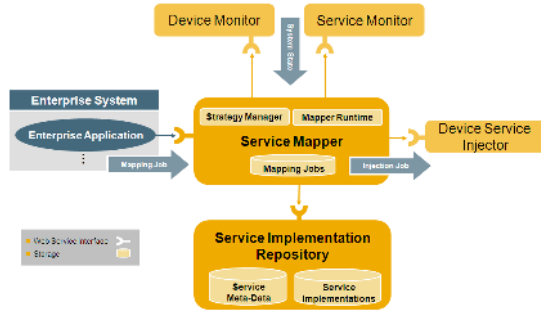 Device Monitor
Service Monitor
System State
Enterprise System
Enterprise Application
Mapping Job
Strategy Manager
Mapper Runtime
Service Mapper
Mapping Jobs
Injection Job
Device Service
Injector
Service Implementation
Repository
Service
Meta-Data
Service
Implementations
Web Service Interface
Storage